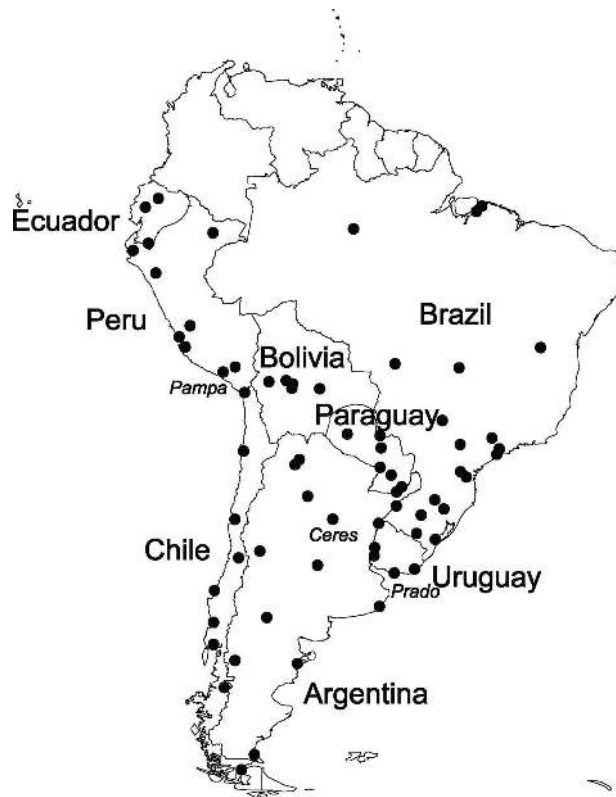 Ecuador
Peru
Brazil
Bolivia
Pampa
Paraguay
Ceres
Chile
Uruguay
Prado
Argentina